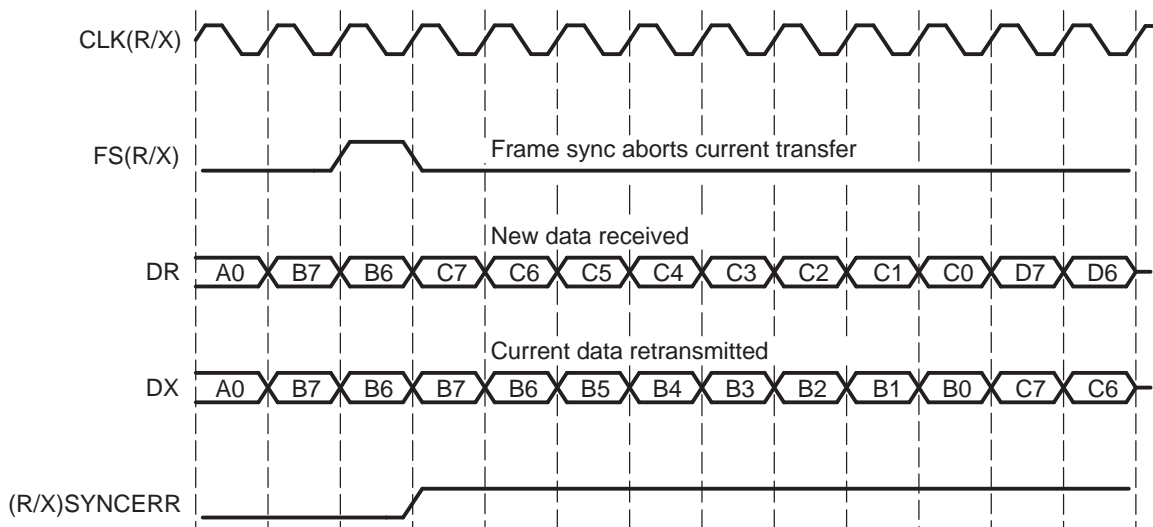 CLK(R/X)
FS(R/X)
Frame sync aborts current transfer
New data received
DR
A0 B7 B6 C7 C6 C5 C4 C3 C2 C1 C0 D7 D6
Current data retransmitted
DX
A0 B7 B6 B7 B6 B5 B4 B3 B2 B1 B0 C7 C6
(R/X)SYNCERR